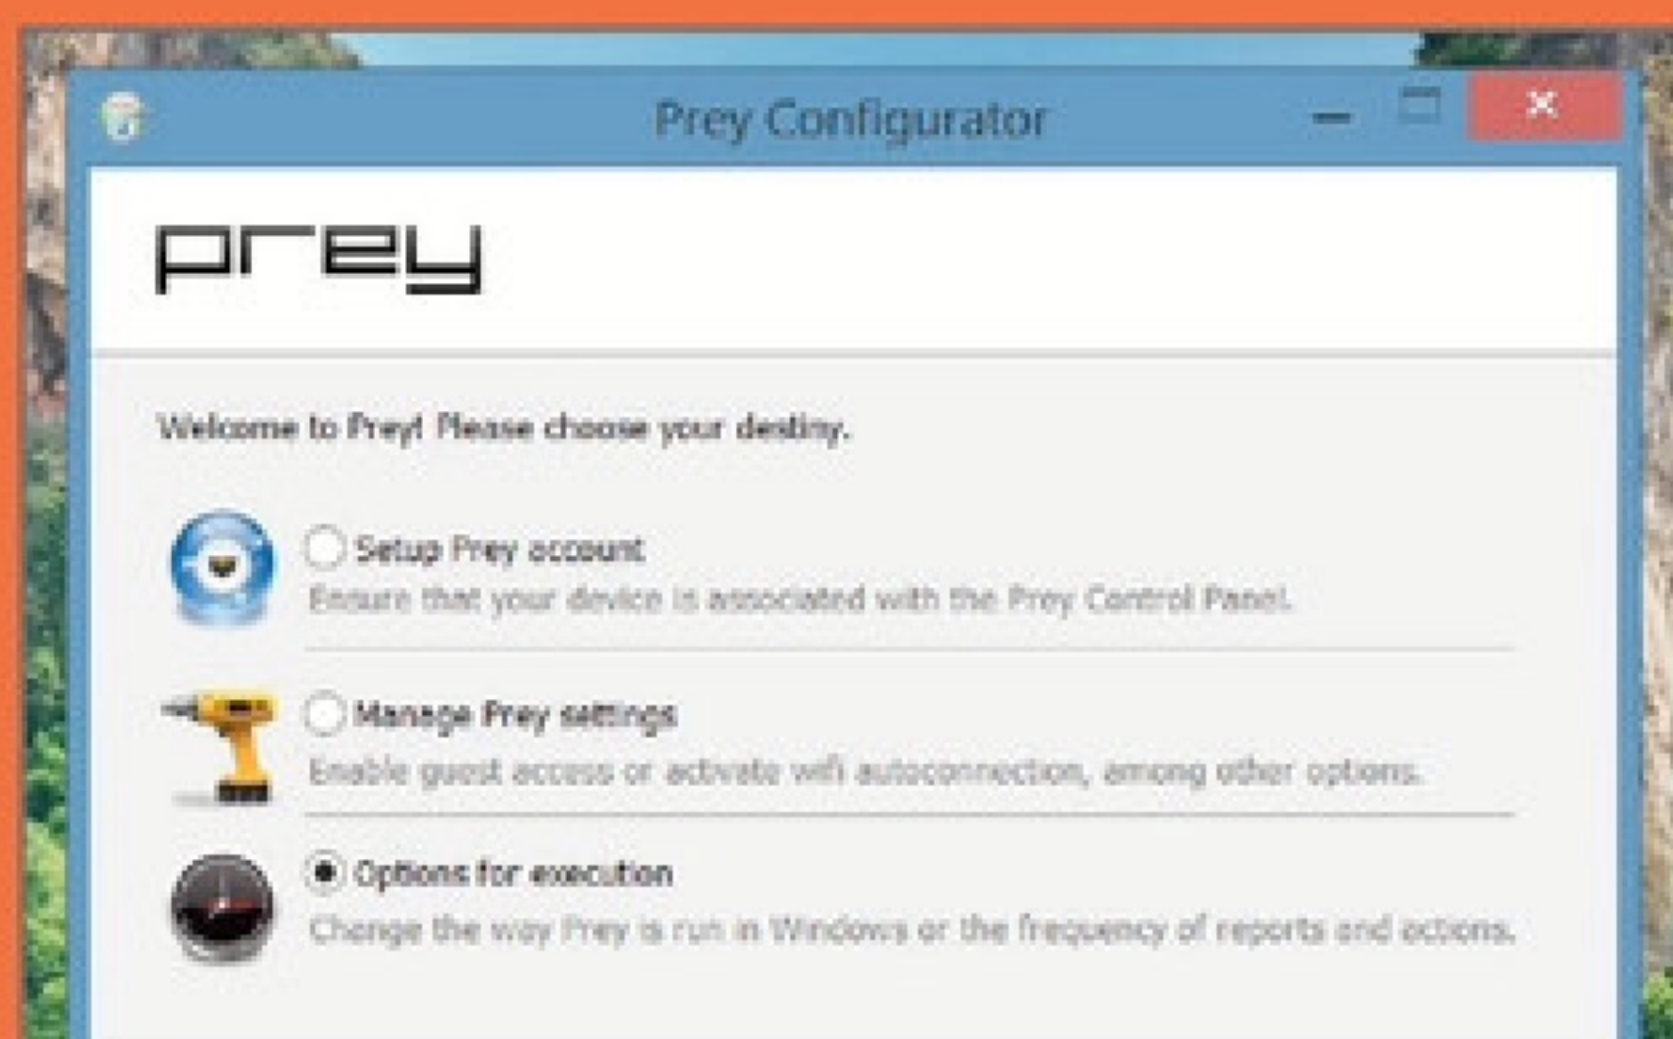 Prey Configurator
prey
Welcome to Prey! Please choose your destiny.
Setup Prey account
Ensure that your device is associated with the Prey Control Panel.
Manage Prey settings
Enable guest access or activate wifi autoconnection, among other options.
Options for execution
Change the way Prey is run in Windows or the frequency of reports and actions.